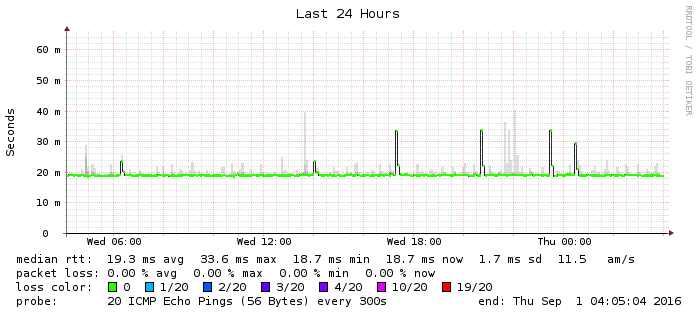 Last 24 Hours
RRDTOOL / TOBI OETIKER
Seconds
60 m
50 m
40 m
30 m
20 m
10 m
0
Wed 06:00 Wed 12:00 Wed 18:00 Thu 00:00
median rtt: 19.3 ms avg 33.6 ms max 18.7 ms min 18.7 ms now 1.7 ms sd 11.5 am/s
packet loss: 0.00 % avg 0.00 % max 0.00 % min 0.00 % now
loss color: 0 1/20 2/20 3/20 4/20 10/20 19/20
probe: 20 ICMP Echo Pings (56 Bytes) every 300s end: Thu Sep 1 04:05:04 2016